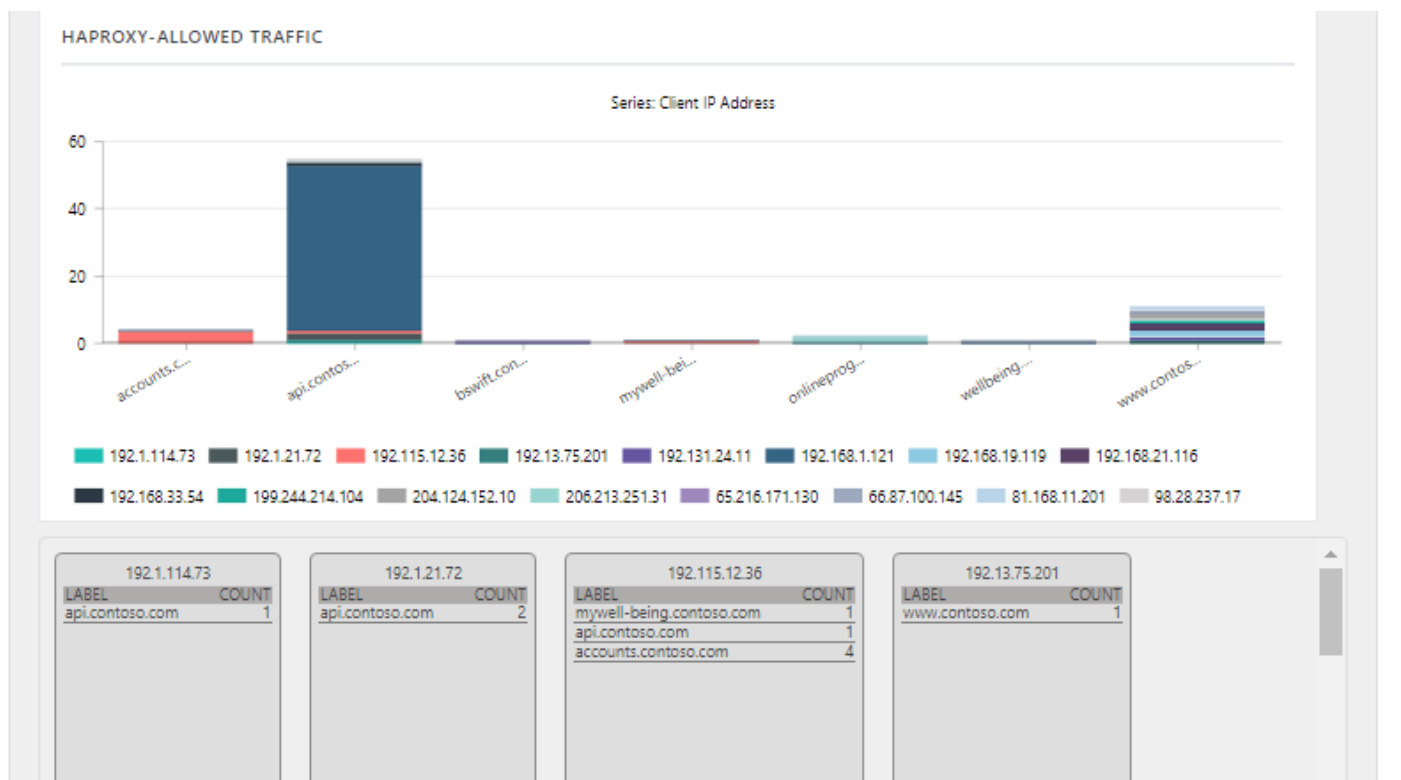 HAPROXY-ALLOWED TRAFFIC
Series: Client IP Address
60
40
20
0
accounts.c...
api.contos...
bswift.con...
mywell-bei...
onlineprog...
wellbeing....
www.contos...
192.1.114.73 192.1.21.72 192.115.12.36 192.13.75.201 192.131.24.11 192.168.1.121 192.168.19.119 192.168.21.116
192.168.33.54 199.244.214.104 204.124.152.10 206.213.251.31 65.216.171.130 66.87.100.145 81.168.11.201 98.28.237.17
192.1.114.73
LABEL COUNT
api.contoso.com 1
192.1.21.72
LABEL COUNT
api.contoso.com 2
192.115.12.36
LABEL COUNT
mywell-being.contoso.com 1
api.contoso.com 1
accounts.contoso.com 4
192.13.75.201
LABEL COUNT
www.contoso.com 1